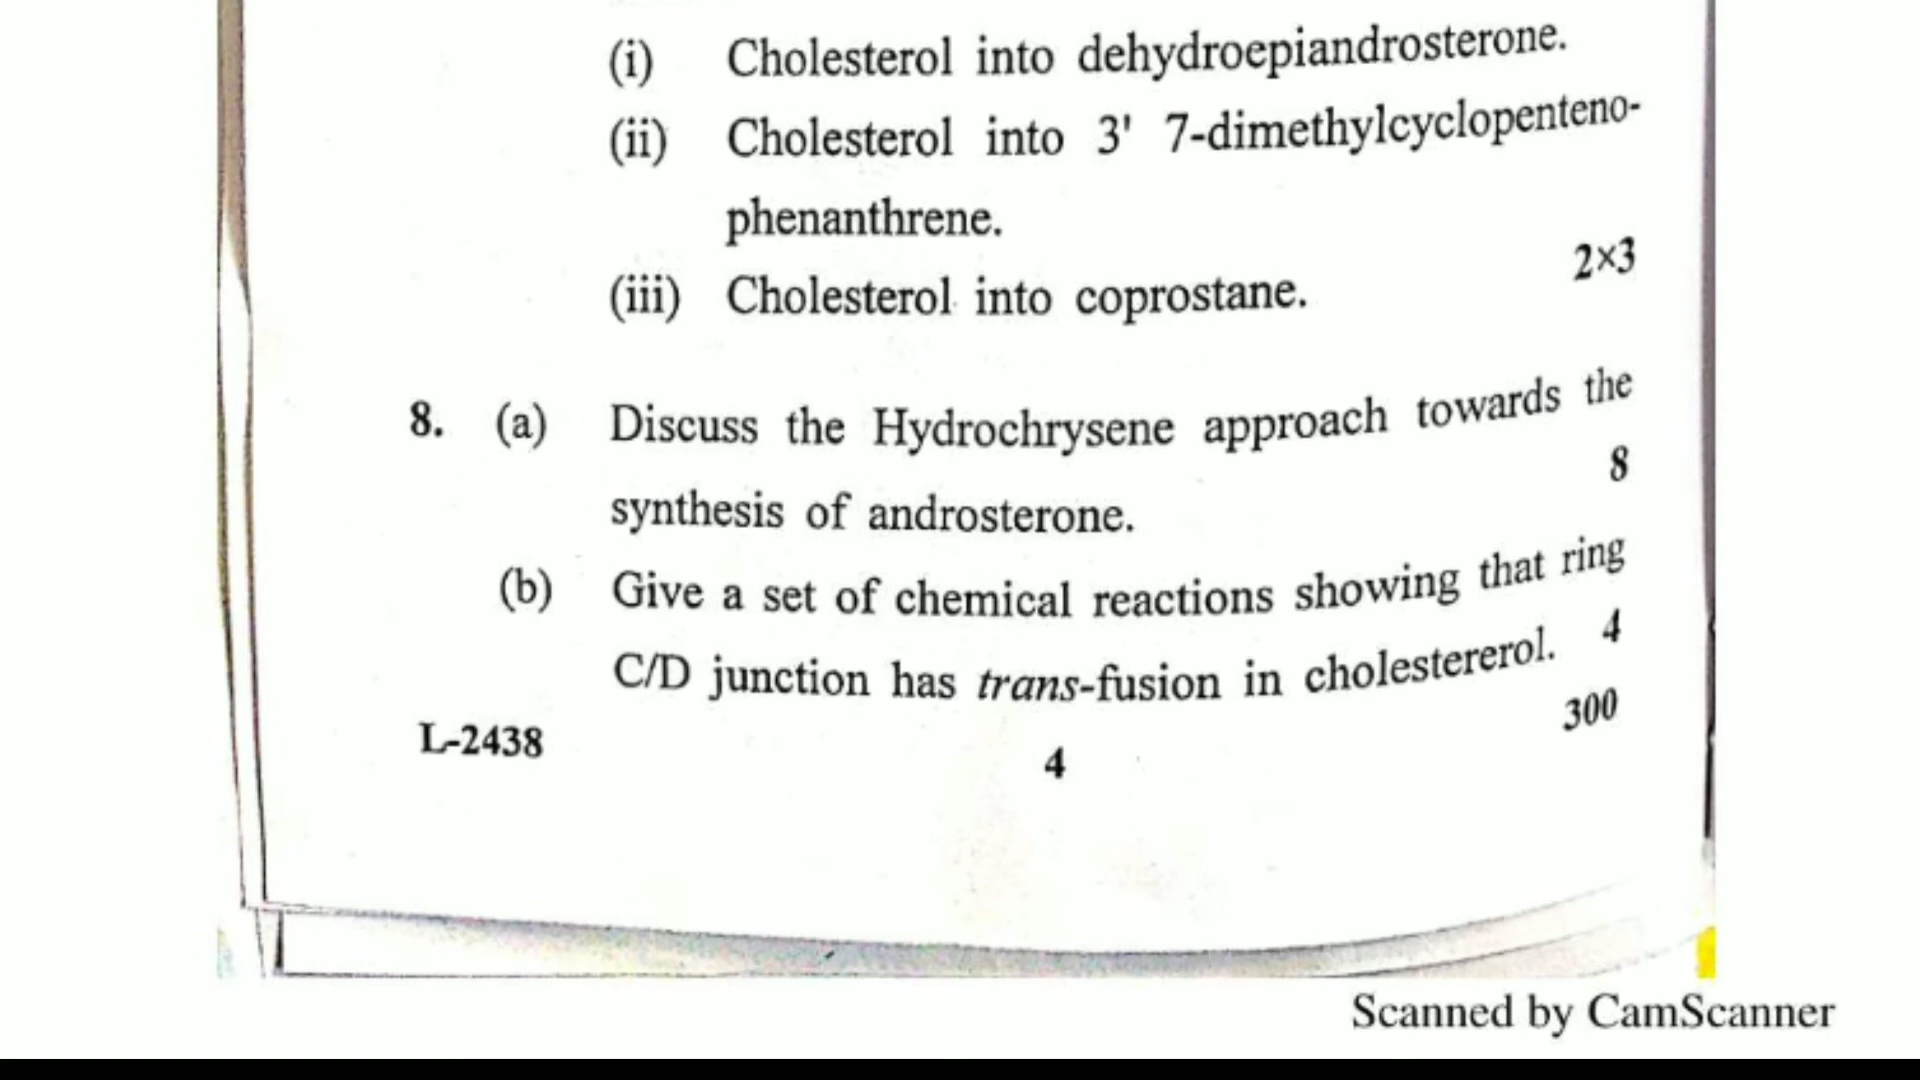 (i) Cholesterol into dehydroepiandrosterone.
(ii) Cholesterol into 3' 7-dimethylcyclopenteno-
phenanthrene.
2×3
(iii) Cholesterol into coprostane.
8. (a) Discuss the Hydrochrysene approach towards the
synthesis of androsterone. 8
(b) Give a set of chemical reactions showing that ring
C/D junction has trans-fusion in cholestererol. 4
L-2438 4 300
Scanned by CamScanner